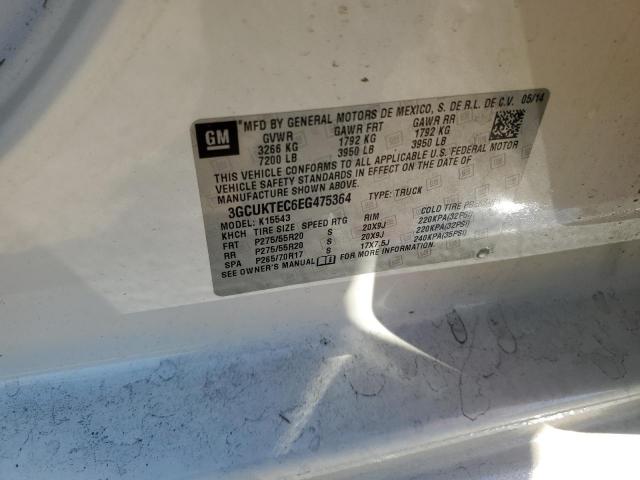 GM
*MFD BY GENERAL MOTORS DE MEXICO, S. DE R.L. DE C.V. 05/14
GVWR GAWR FRT GAWR RR
3266 KG 1792 KG 1792 KG
7200 LB 3950 LB 3950 LB
THIS VEHICLE CONFORMS TO ALL APPLICABLE U.S. FEDERAL MOTOR
VEHICLE SAFETY STANDARDS IN EFFECT ON THE DATE OF
MANUFACTURE SHOWN ABOVE.
3GCUKTEC6EG475364 TYPE: TRUCK
MODEL: K15543
KHCH TIRE SIZE SPEED RTG RIM COLD TIRE PRESSURE
FRT P275/55R20 S 20X9J 220KPA(32PSI)
RR P275/55R20 S 20X9J 220KPA(32PSI)
SPA P265/70R17 S 17X7.5J 240KPA(35PSI)
SEE OWNER'S MANUAL FOR MORE INFORMATION.